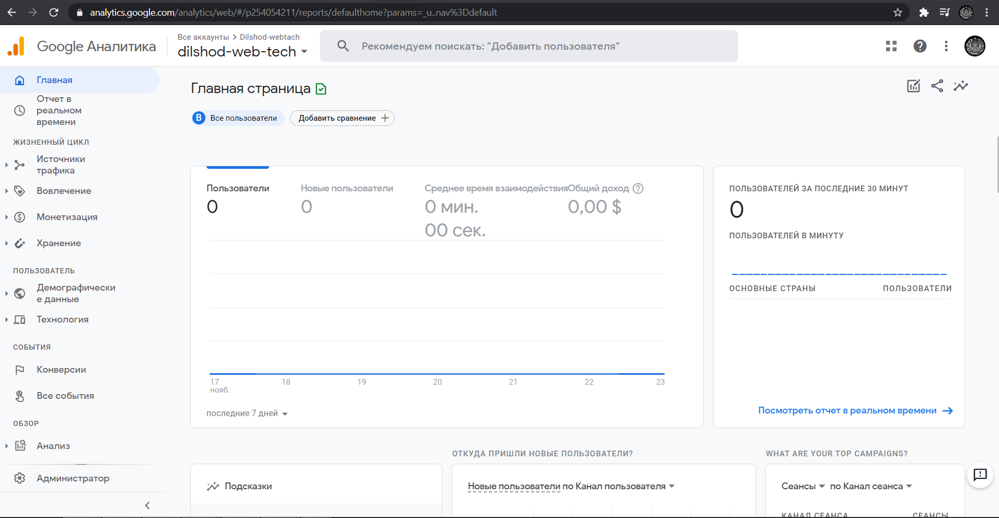 analytics.google.com/analytics/web/#/p254054211/reports/defaulthome?params=_u..nav%3Ddefault
Google Аналитика
Все аккаунты > Dilshod-webtach
dilshod-web-tech
Рекомендуем поискать: "Добавить пользователя"
Главная
Отчет в
реальном
времени
ЖИЗНЕННЫЙ ЦИКЛ
Источники
трафика
Вовлечение
Монетизация
Хранение
ПОЛЬЗОВАТЕЛЬ
Демографически
е данные
Технология
СОБЫТИЯ
Конверсии
Все события
ОБЗОР
Анализ
Администратор
Главная страница
В Все пользователи
Добавить сравнение
Пользователи
0
Новые пользователи
0
Среднее время взаимодействия
0 мин.
00 сек.
Общий доход
0,00 $
17 18 19 20 21 22 23
нояб.
последние 7 дней
ПОЛЬЗОВАТЕЛЕЙ ЗА ПОСЛЕДНИЕ 30 МИНУТ
0
ПОЛЬЗОВАТЕЛЕЙ В МИНУТУ
ОСНОВНЫЕ СТРАНЫ ПОЛЬЗОВАТЕЛИ
Посмотреть отчет в реальном времени
Подсказки
ОТКУДА ПРИШЛИ НОВЫЕ ПОЛЬЗОВАТЕЛИ?
Новые пользователи по Канал пользователя
WHAT ARE YOUR TOP CAMPAIGNS?
Сеансы по Канал сеанса
КАНАЛ СЕАНСА СЕАНСЫ